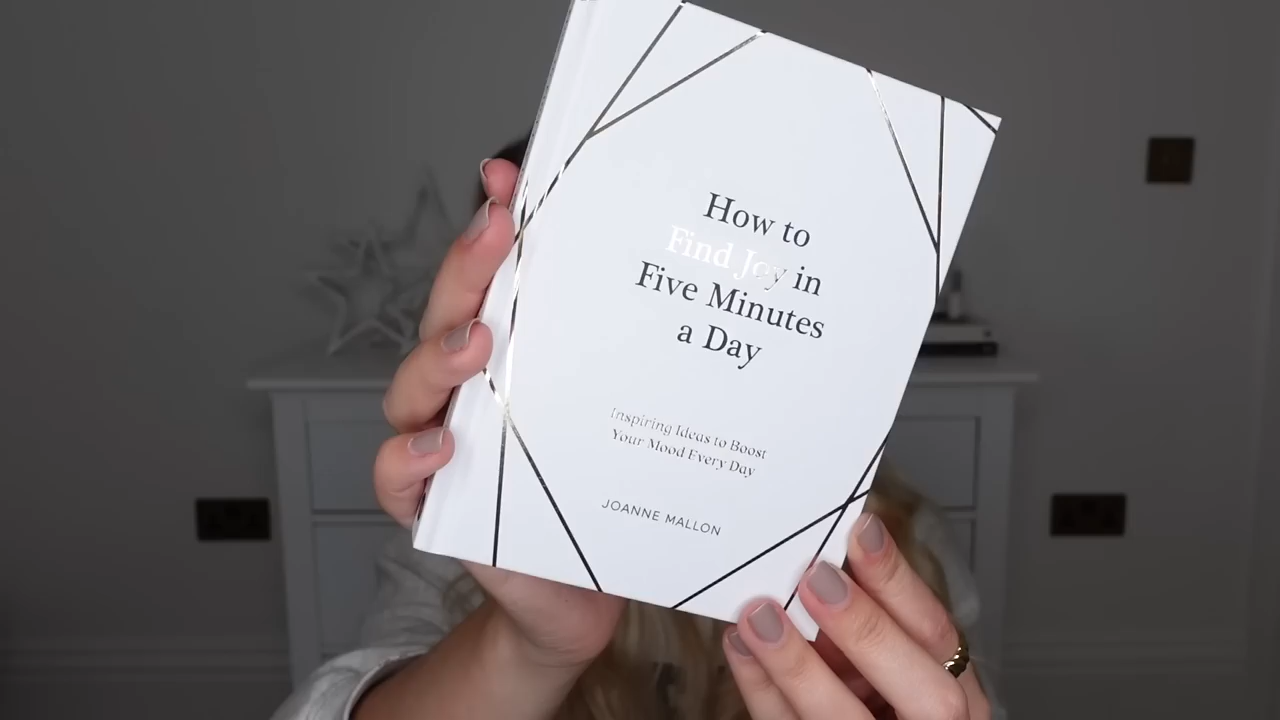 How to
Find Joy in
Five Minutes
a Day
Inspiring Ideas to Boost
Your Mood Every Day
JOANNE MALLON